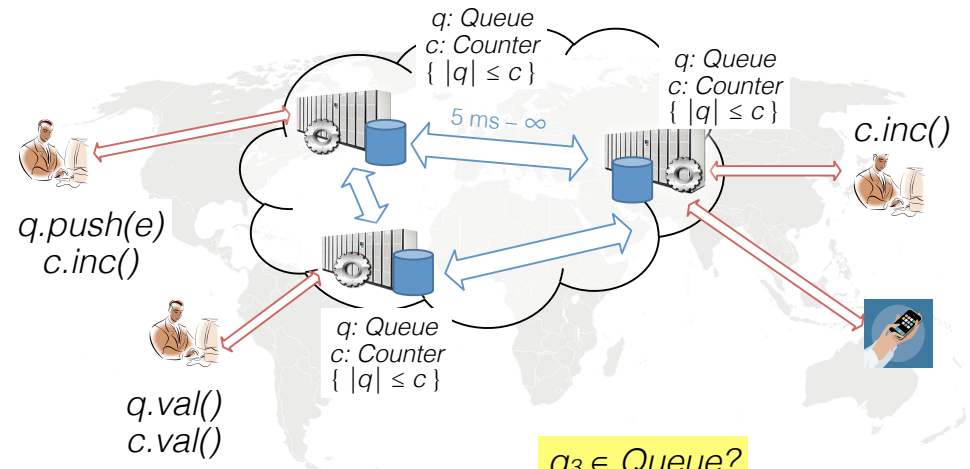 q: Queue
c: Counter
{ |q| ≤ c }
q: Queue
c: Counter
{ |q| ≤ c }
5 ms – ∞
c.inc()
q.push(e)
c.inc()
q: Queue
c: Counter
{ |q| ≤ c }
q.val()
c.val()
q₃ ∈ Queue?